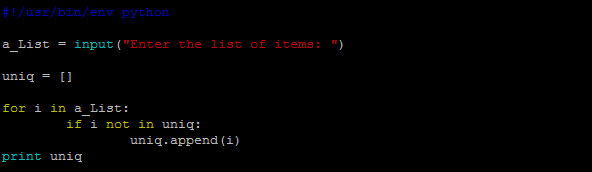 #!/usr/bin/env python
a_List = input("Enter the list of items: ")
uniq = []
for i in a_List:
        if i not in uniq:
                uniq.append(i)
print uniq